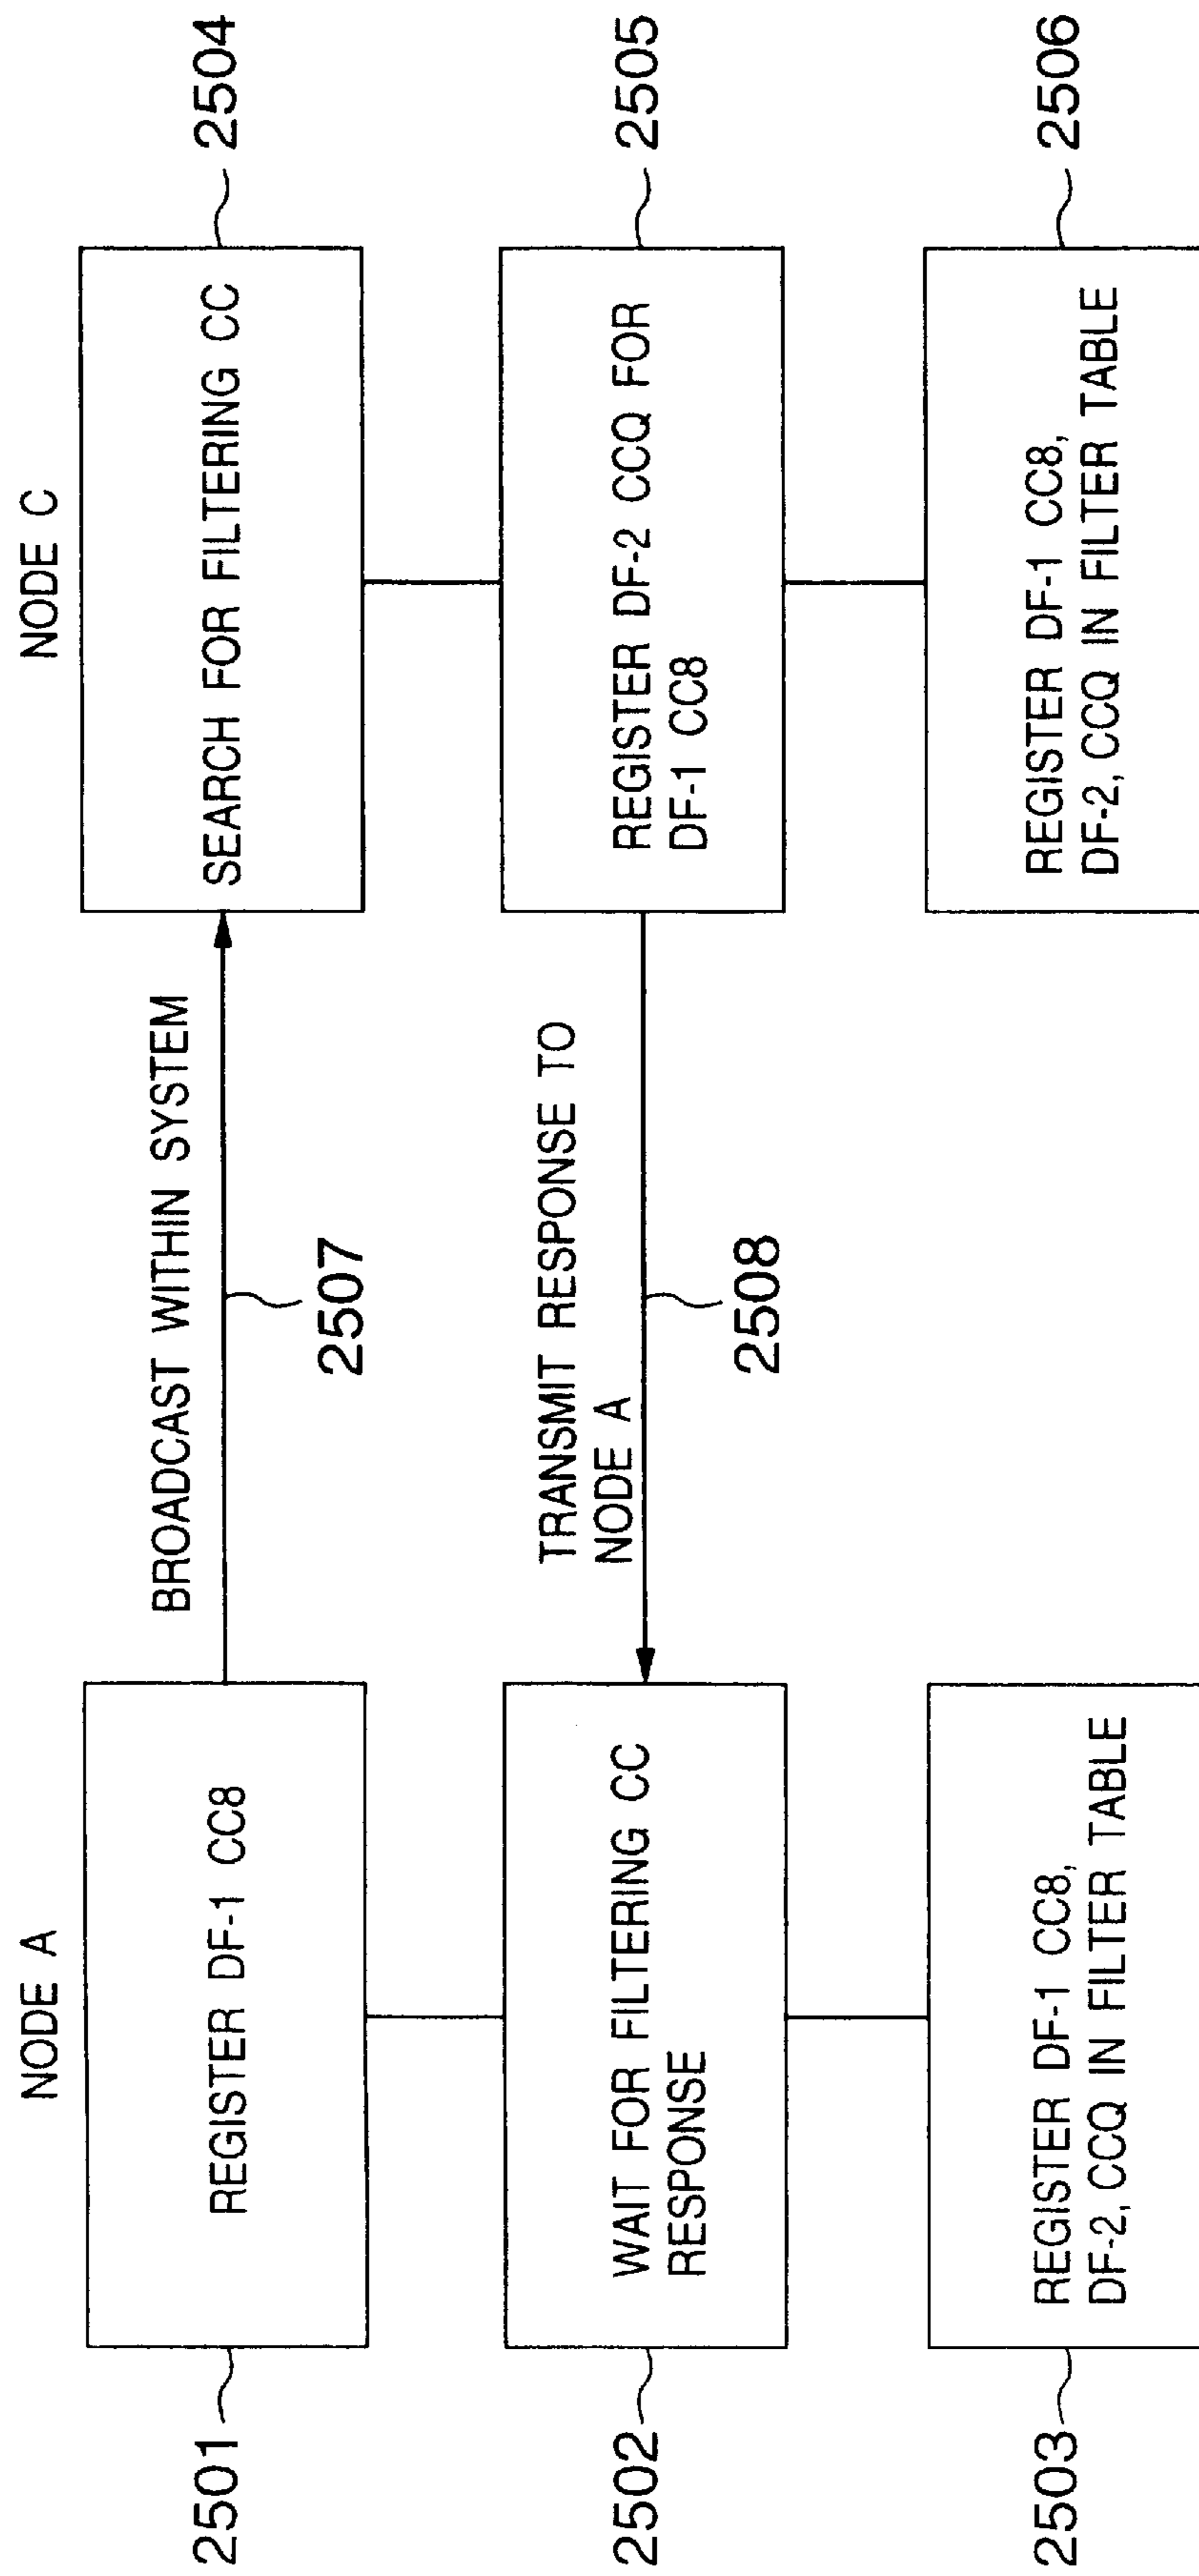 NODE A
NODE C
2501
REGISTER DF-1 CC8
BROADCAST WITHIN SYSTEM
2507
SEARCH FOR FILTERING CC
2504
2502
WAIT FOR FILTERING CC
RESPONSE
TRANSMIT RESPONSE TO
NODE A
2508
REGISTER DF-2 CCQ FOR
DF-1 CC8
2505
2503
REGISTER DF-1 CC8,
DF-2, CCQ IN FILTER TABLE
REGISTER DF-1 CC8,
DF-2, CCQ IN FILTER TABLE
2506